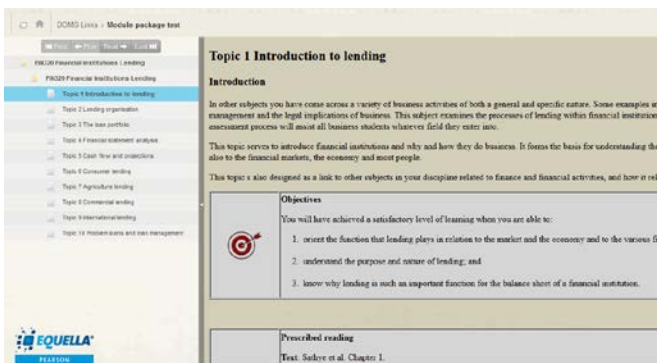 DOMS Links › Module package test
First Prev Next Last
FIN320 Financial Institutions Lending
FIN320 Financial Institutions Lending
Topic 1 Introduction to lending
Topic 2 Lending organisation
Topic 3 The loan portfolio
Topic 4 Financial statement analysis
Topic 5 Cash flow and projections
Topic 6 Consumer lending
Topic 7 Agriculture lending
Topic 8 Commercial lending
Topic 9 International lending
Topic 10 Problem loans and loan management
EQUELLA
PEARSON
Topic 1 Introduction to lending
Introduction
In other subjects you have come across a variety of business activities of both a general and specific nature. Some examples in
management and the legal implications of business. This subject examines the processes of lending within financial institution
assessment process will assist all business students whatever field they enter into.
This topic serves to introduce financial institutions and why and how they do business. It forms the basis for understanding the
also to the financial markets, the economy and most people.
This topic s also designed as a link to other subjects in your discipline related to finance and financial activities, and how it rel
Objectives
You will have achieved a satisfactory level of learning when you are able to:
1. orient the function that lending plays in relation to the market and the economy and to the various fi
2. understand the purpose and nature of lending; and
3. know why lending is such an important function for the balance sheet of a financial institution.
Prescribed reading
Text. Sathye et al. Chapter 1.